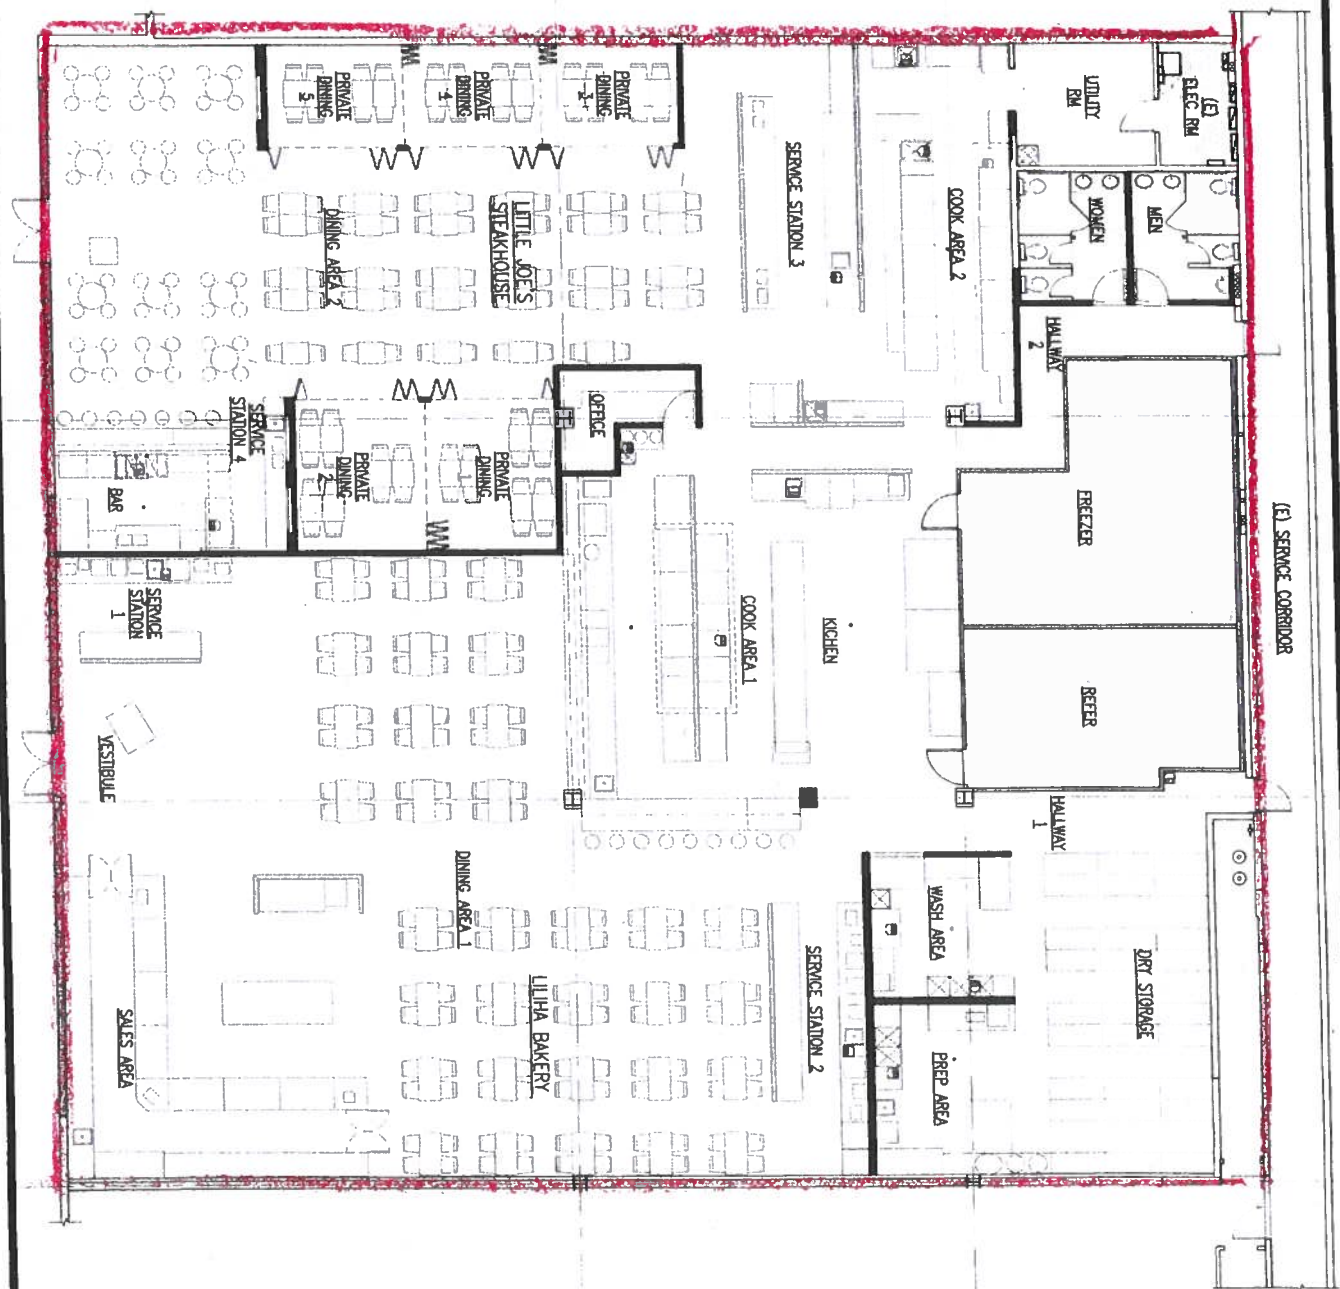 PRIVATE
DINING
5
PRIVATE
DINING
4
PRIVATE
DINING
3
SERVICE STATION 3
COOK AREA 2
UTILITY
RM
(E)
ELEC RM
WOMEN
MEN
HALLWAY
2
LITTLE JOE'S
STEAKHOUSE
DINING AREA 2
SERVICE
STATION 4
BAR
PRIVATE
DINING
2
PRIVATE
DINING
1
OFFICE
FREEZER
(E) SERVICE CORRIDOR
COOK AREA 1
KICHEN
REFER
SERVICE
STATION
1
VESTIBULE
HALLWAY
1
DINING AREA 1
LILIHA BAKERY
SALES AREA
SERVICE STATION 2
WASH AREA
PREP AREA
DRY STORAGE